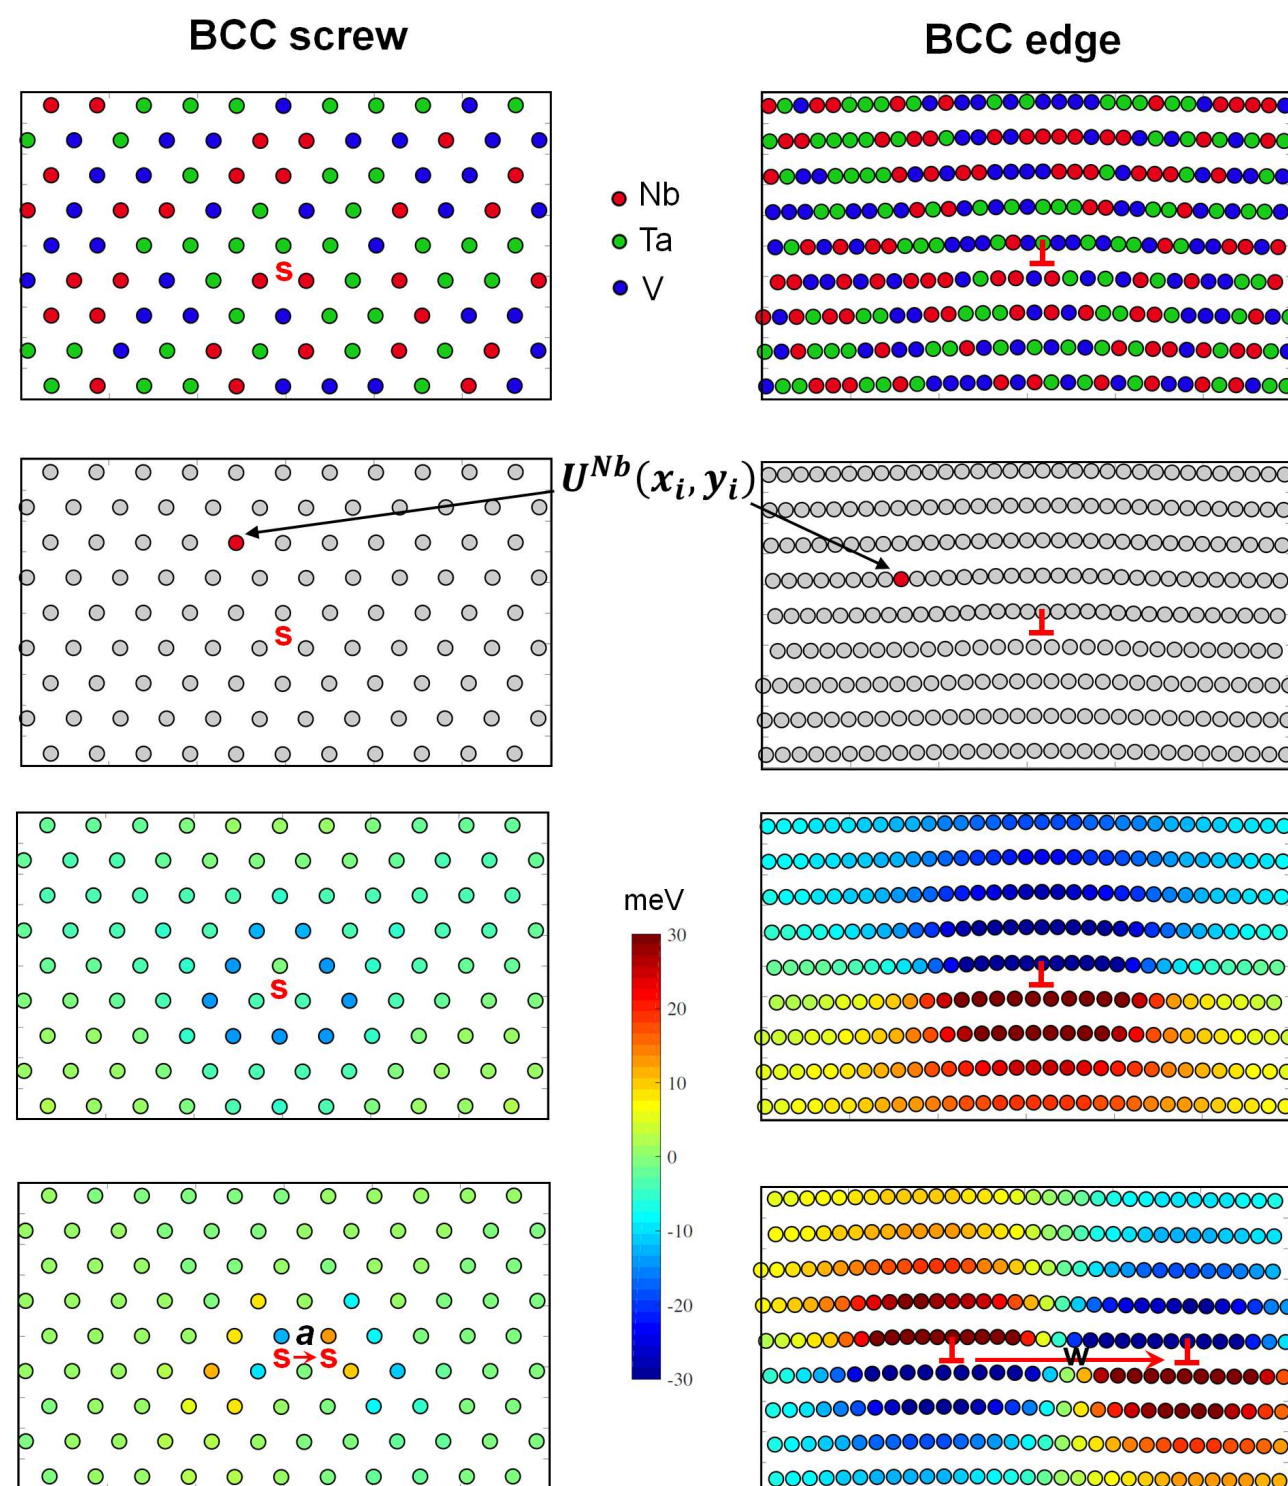 BCC screw
BCC edge
Nb
Ta
V
s
⊥
U^{Nb}(x_i, y_i)
s
⊥
meV
30
20
10
0
-10
-20
-30
s
⊥
a
s→s
⊥ w ⊥